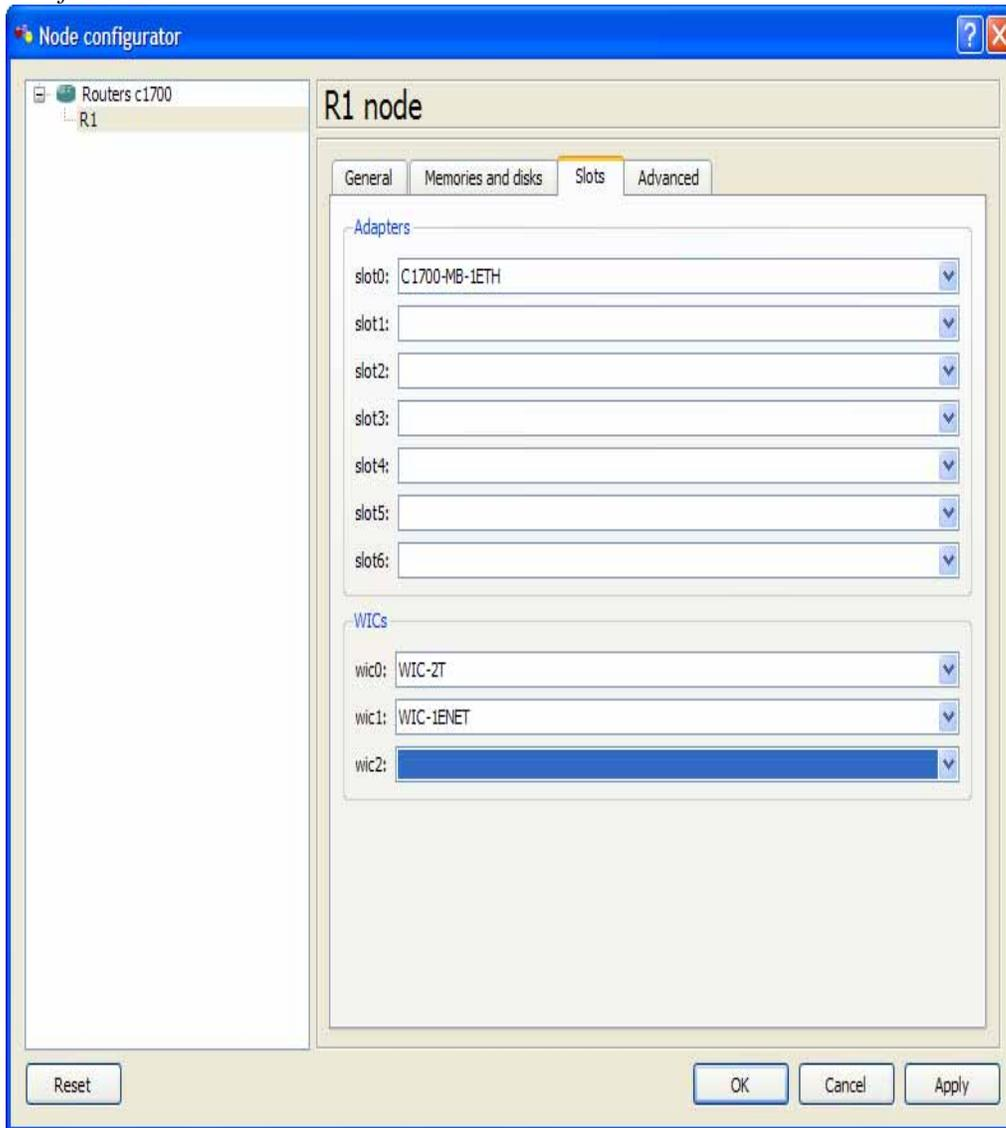 Node configurator
Routers c1700
R1
R1 node
General Memories and disks Slots Advanced
Adapters
slot0: C1700-MB-1ETH
slot1:
slot2:
slot3:
slot4:
slot5:
slot6:
WICs
wic0: WIC-2T
wic1: WIC-1ENET
wic2:
Reset OK Cancel Apply